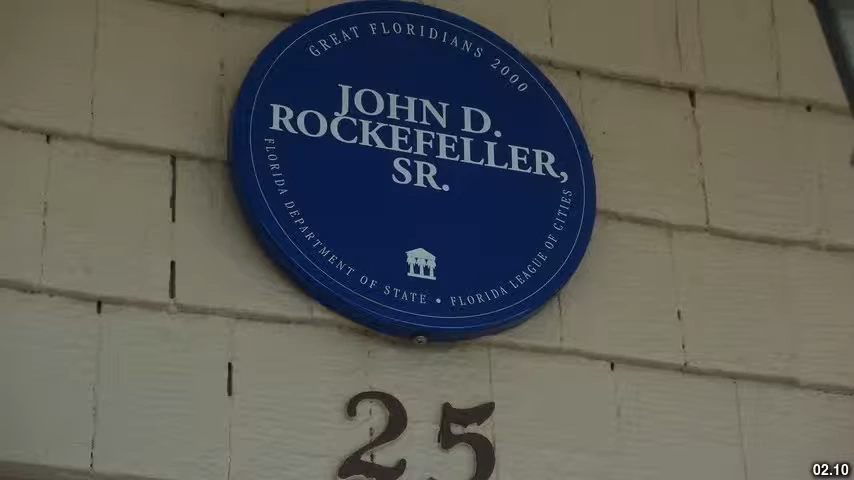 GREAT FLORIDIANS 2000
JOHN D.
ROCKEFELLER,
SR.
FLORIDA DEPARTMENT OF STATE • FLORIDA LEAGUE OF CITIES
25
02.10